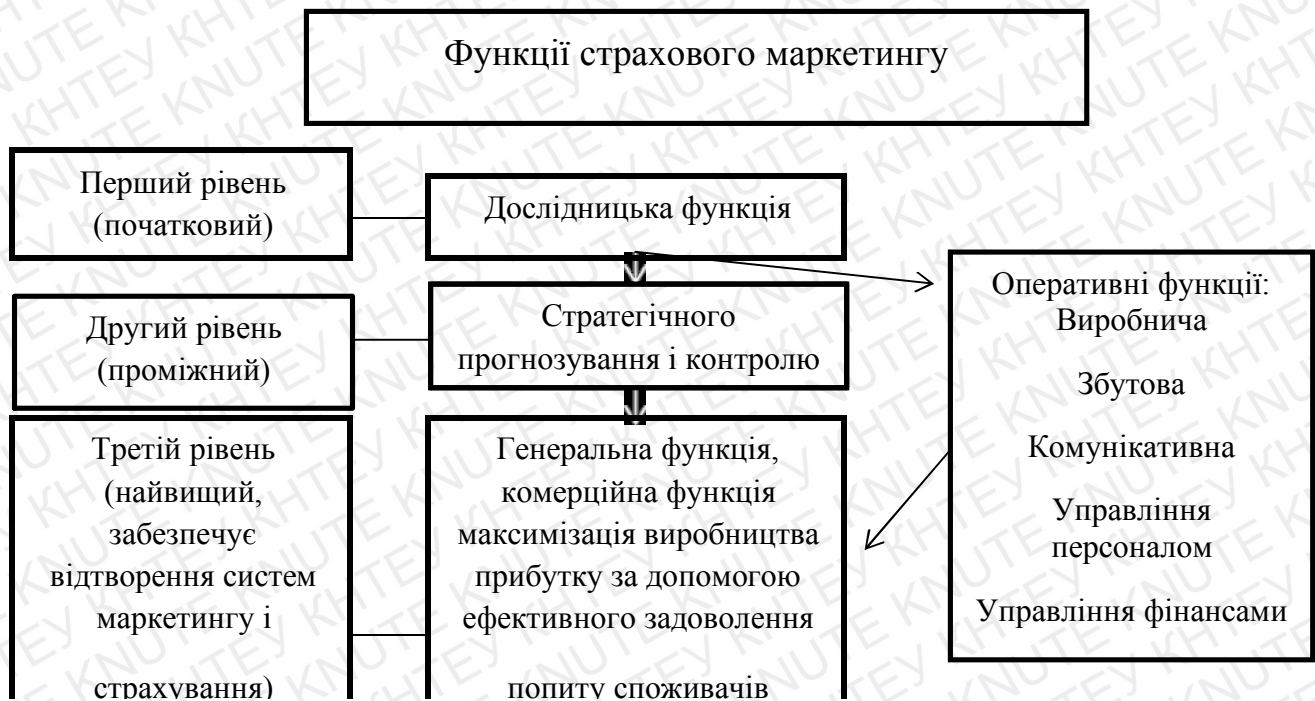 Функції страхового маркетингу
Перший рівень
(початковий)
Дослідницька функція
Другий рівень
(проміжний)
Стратегічного
прогнозування і контролю
Третій рівень
(найвищий,
забезпечує
відтворення систем
маркетингу і
страхування)
Генеральна функція,
комерційна функція
максимізація виробництва
прибутку за допомогою
ефективного задоволення
попиту споживачів
Оперативні функції:
Виробнича
Збутова
Комунікативна
Управління
персоналом
Управління фінансами